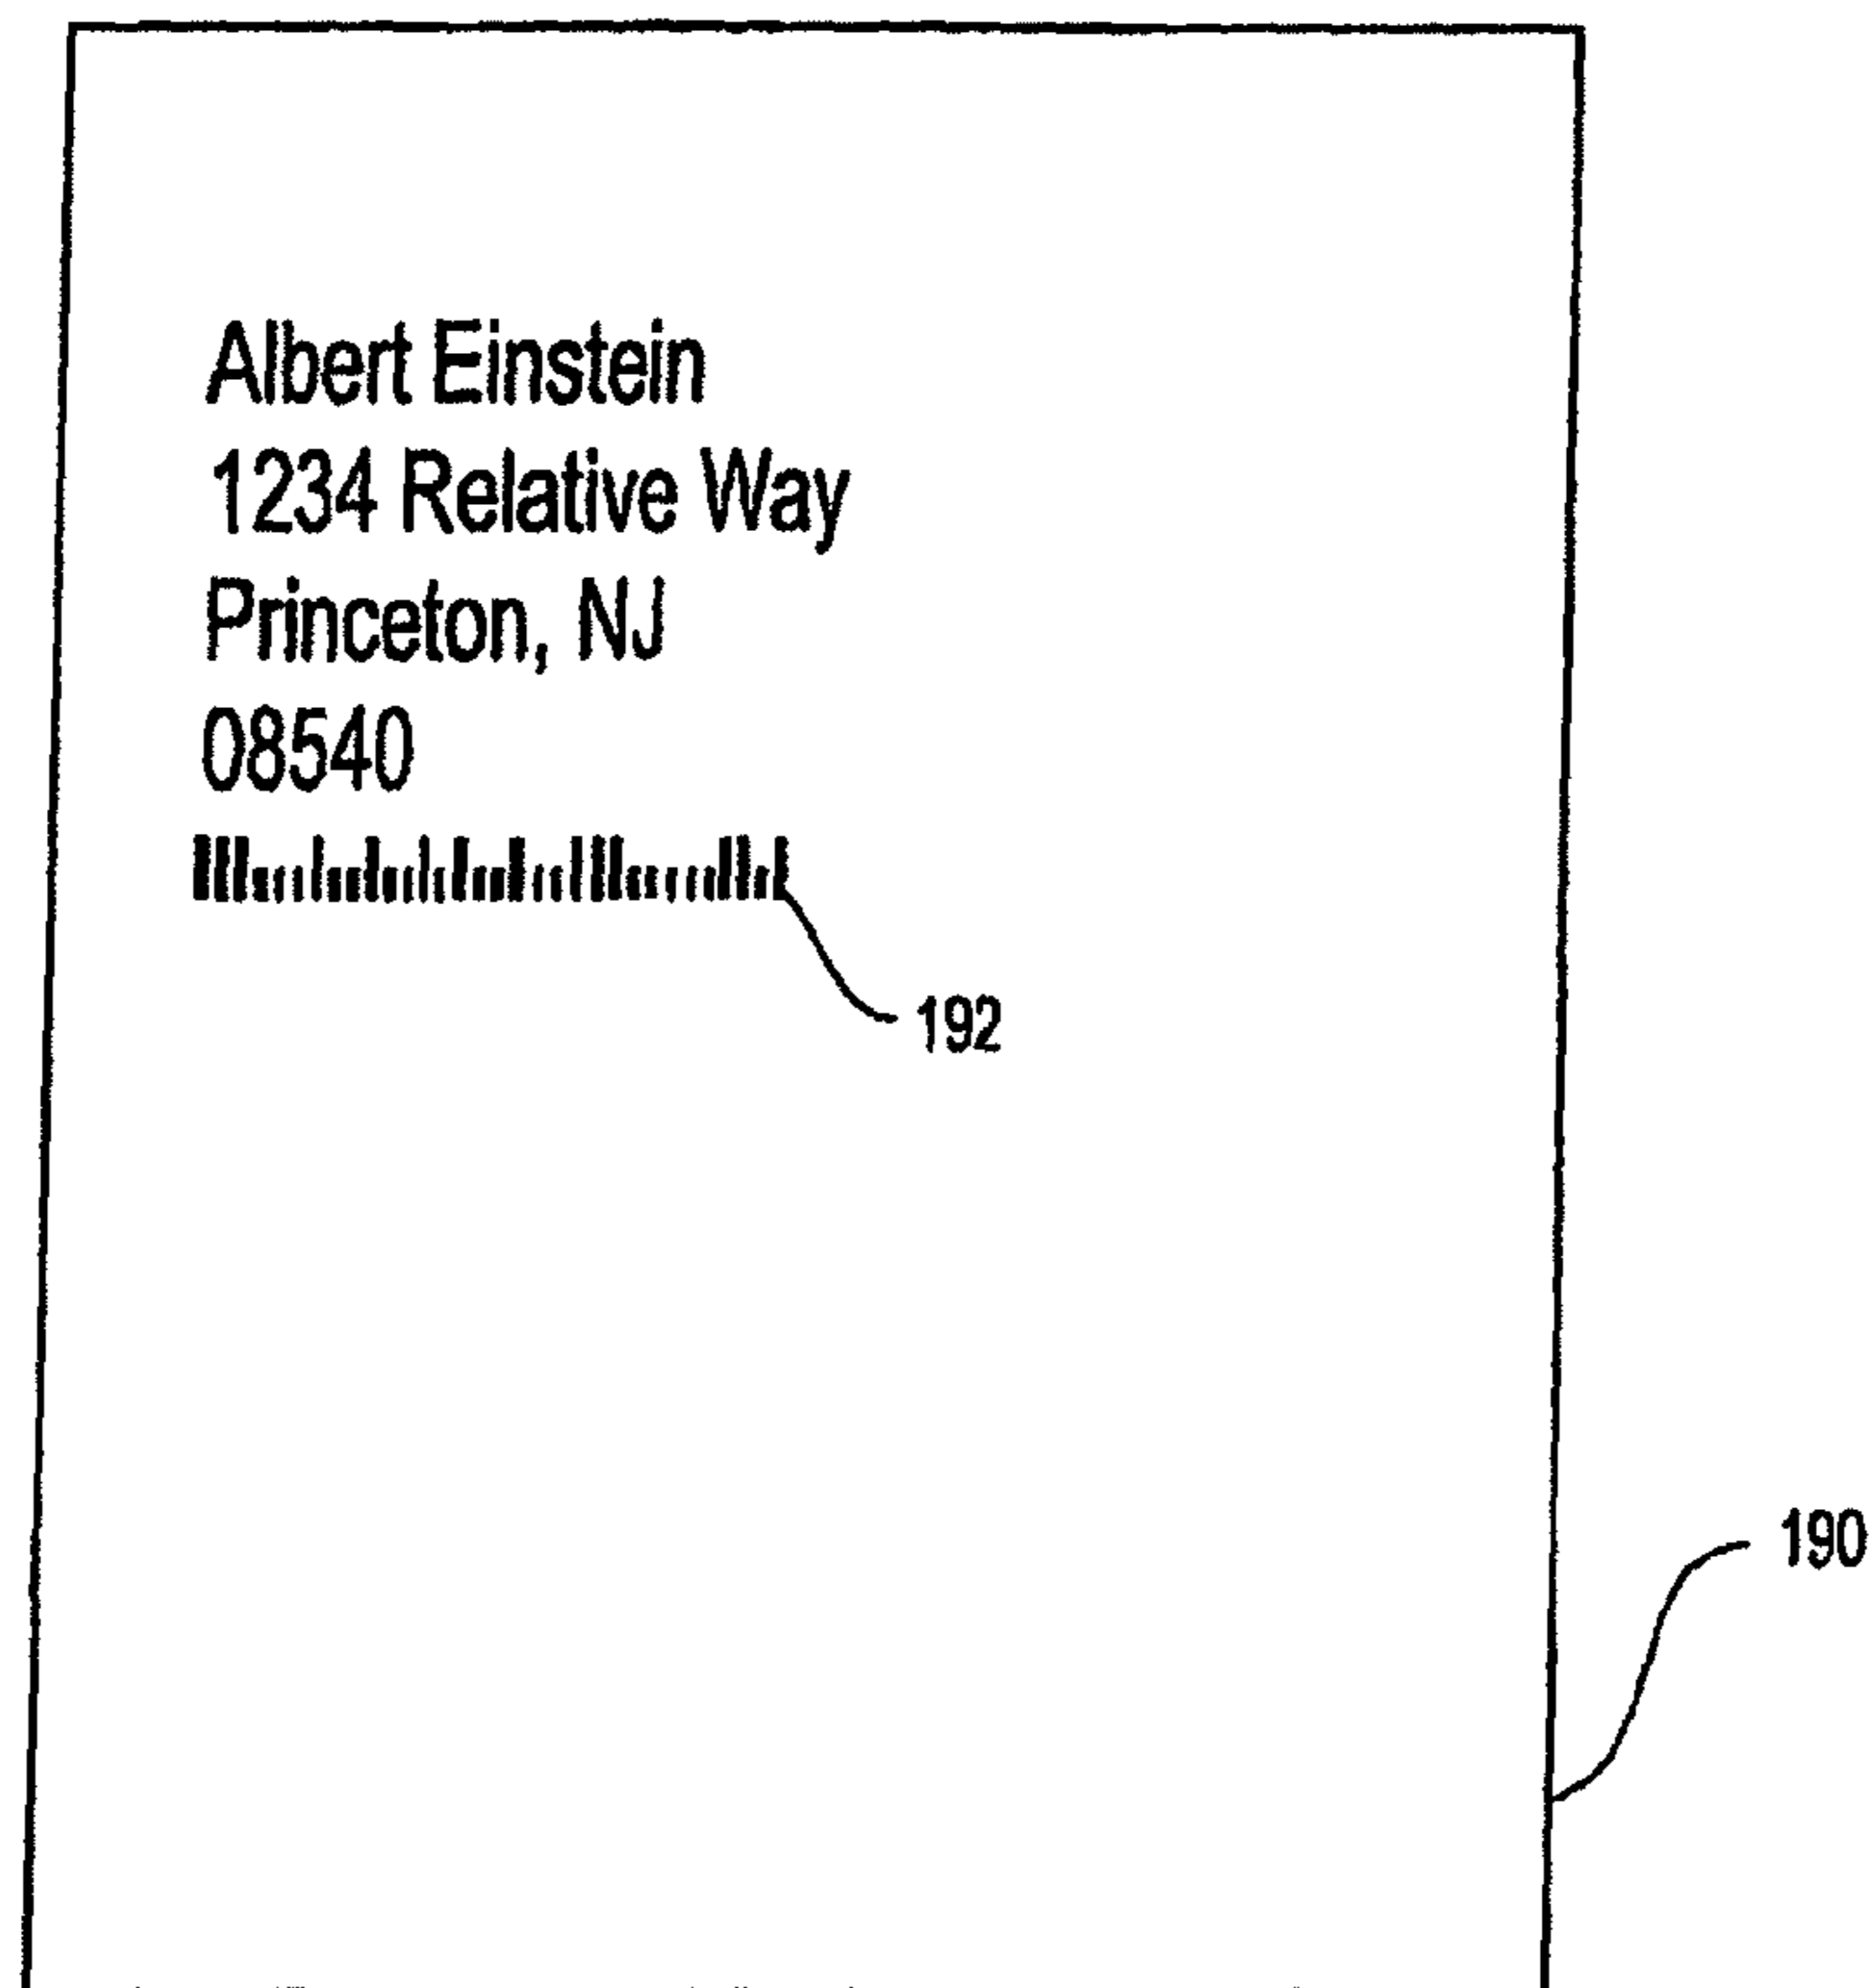 Albert Einstein
1234 Relative Way
Princeton, NJ
08540
192
190